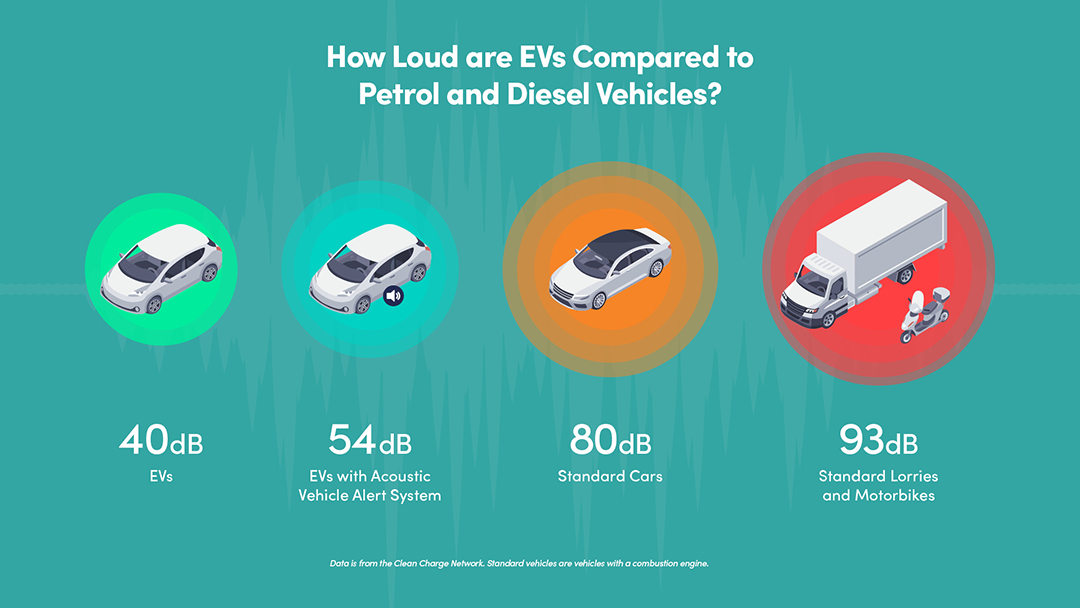 How Loud are EVs Compared to
Petrol and Diesel Vehicles?
40dB
EVs
54dB
EVs with Acoustic
Vehicle Alert System
80dB
Standard Cars
93dB
Standard Lorries
and Motorbikes
Data is from the Clean Charge Network. Standard vehicles are vehicles with a combustion engine.